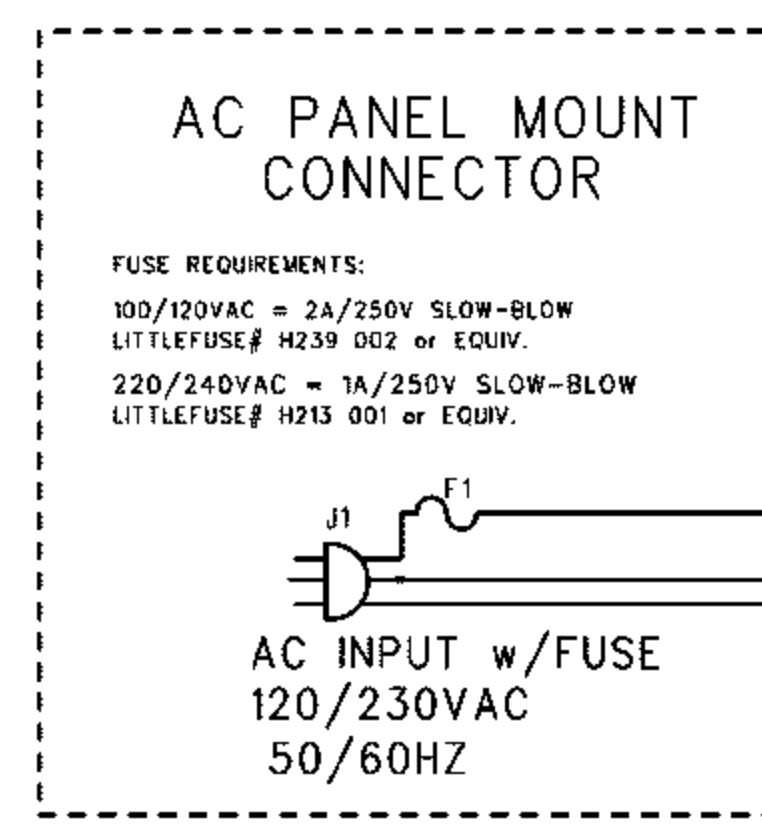 AC PANEL MOUNT
CONNECTOR
FUSE REQUIREMENTS:
100/120VAC = 2A/250V SLOW-BLOW
LITTLEFUSE# H239 002 or EQUIV.
220/240VAC = 1A/250V SLOW-BLOW
LITTLEFUSE# H213 001 or EQUIV.
F1
J1
AC INPUT w/FUSE
120/230VAC
50/60HZ